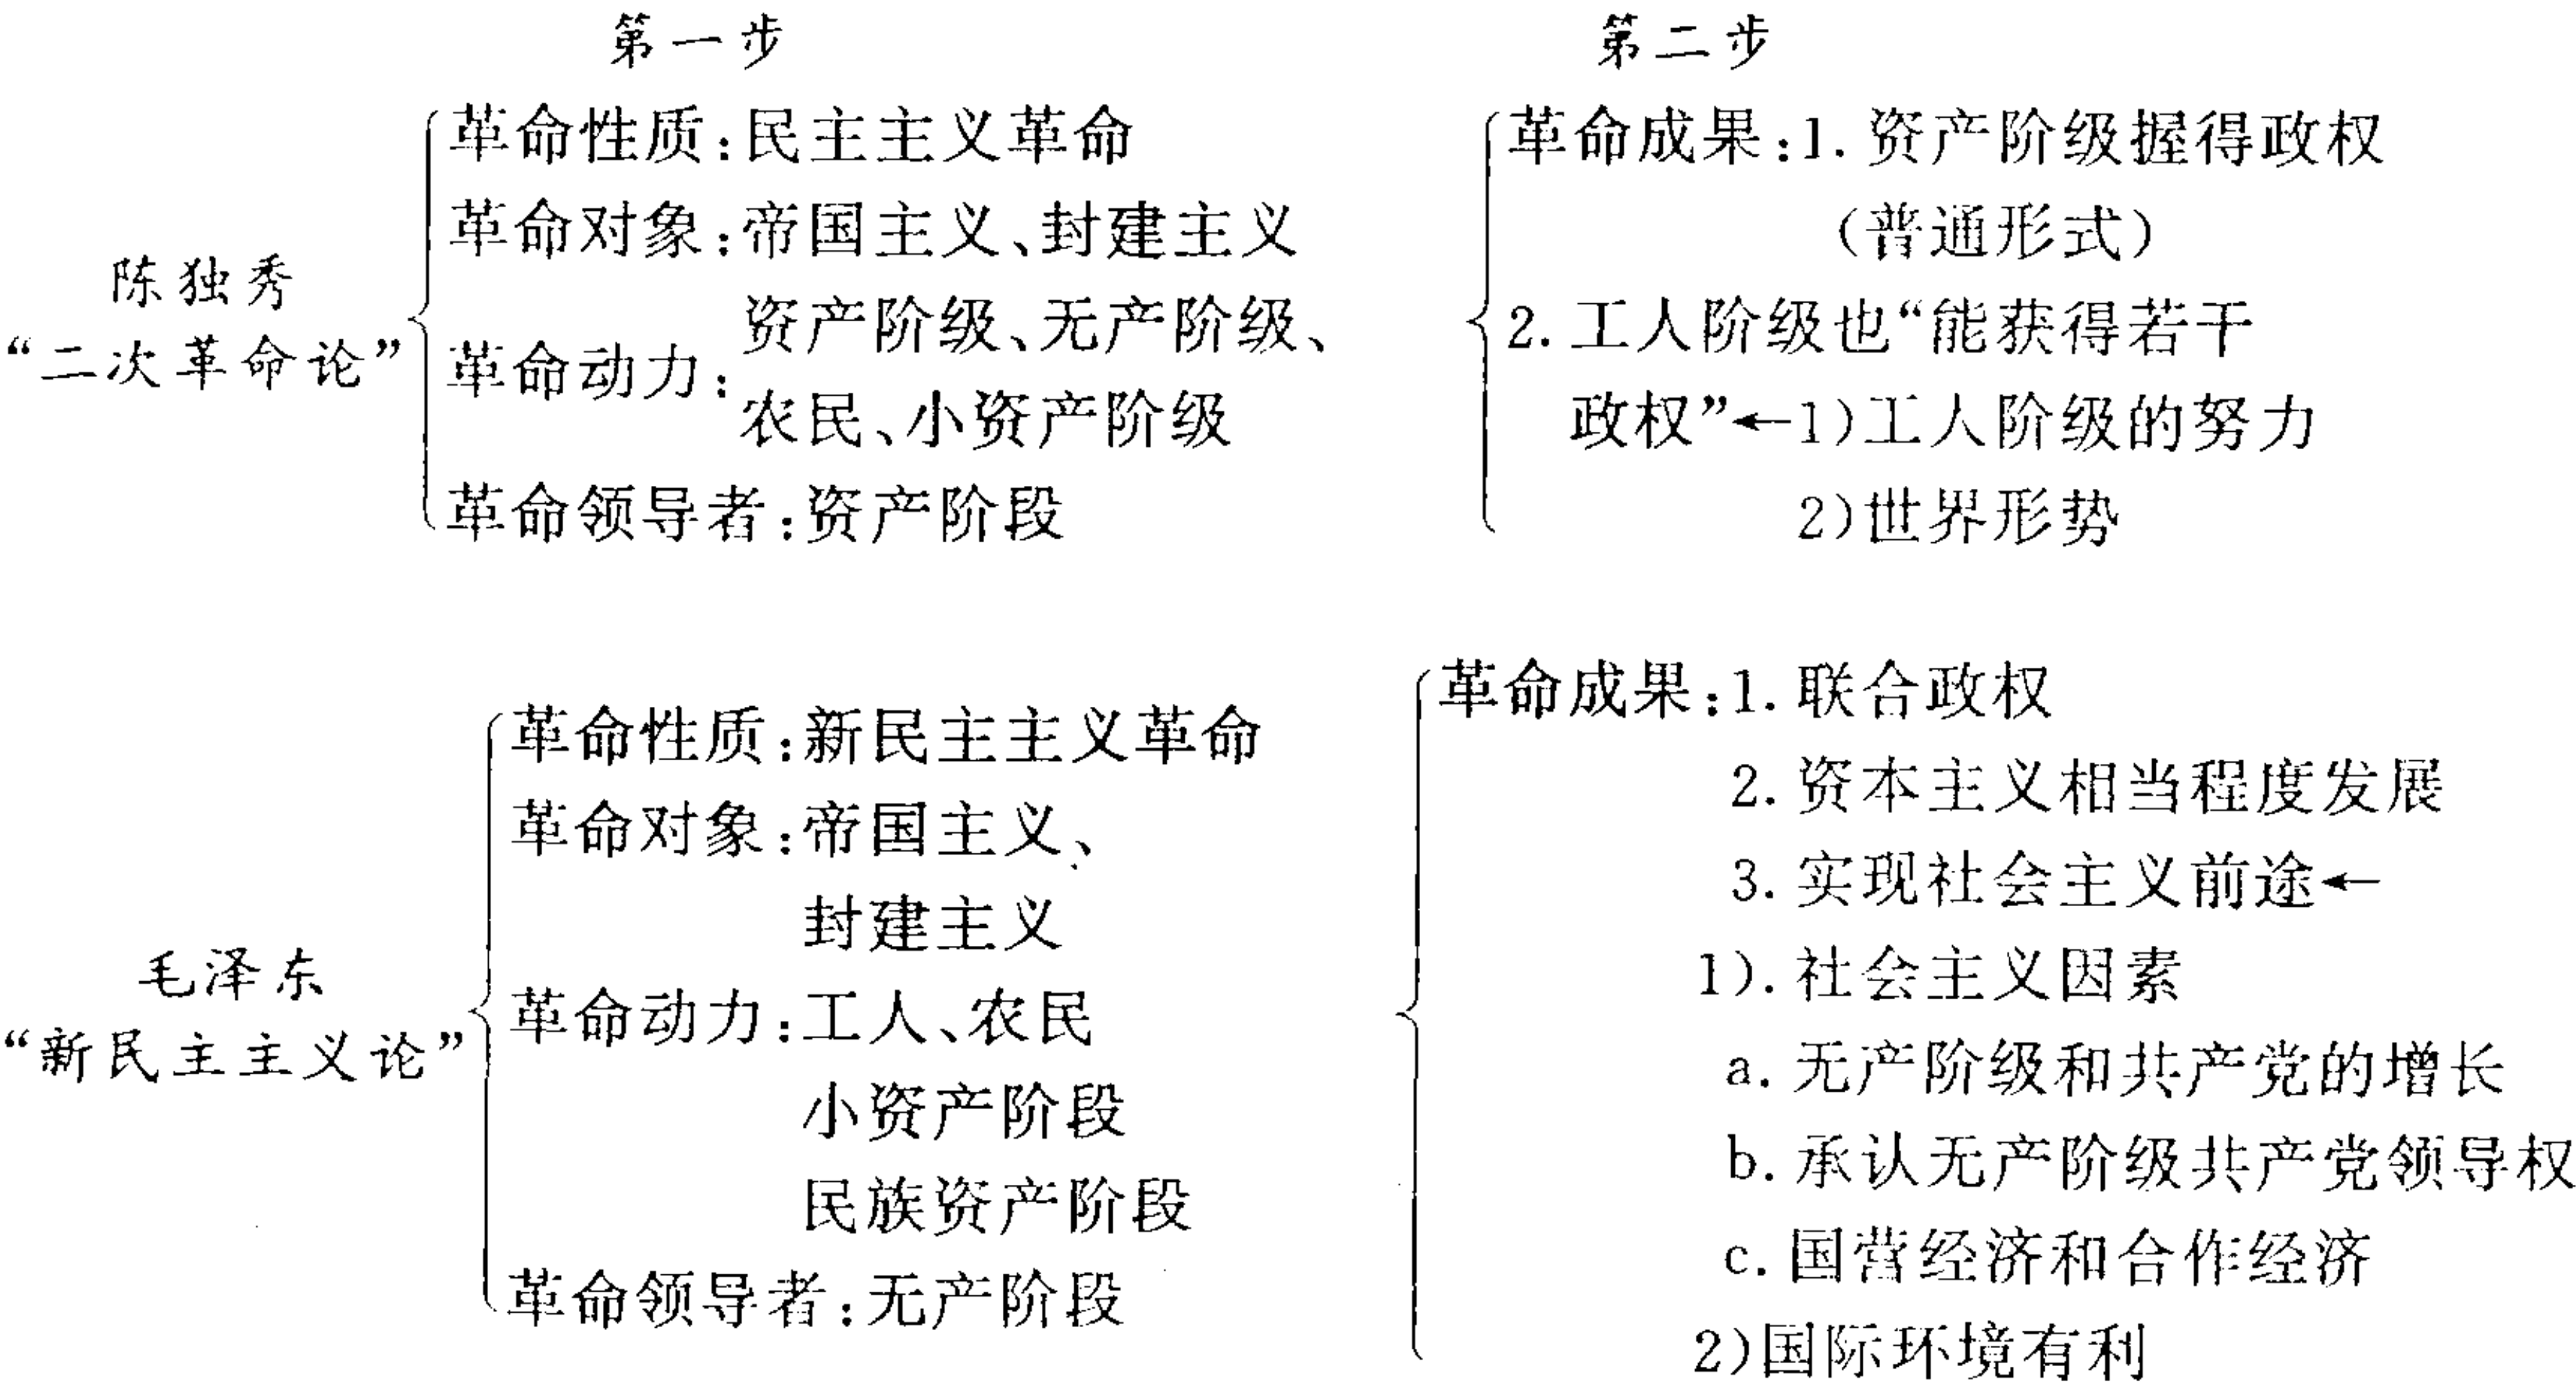 第一步
第二步
陈独秀
“二次革命论”
革命性质:民主主义革命
革命对象:帝国主义、封建主义
革命动力:
资产阶级、无产阶级、
农民、小资产阶级
革命领导者:资产阶段
革命成果:1. 资产阶级握得政权
(普通形式)
2. 工人阶级也“能获得若干
政权”←1)工人阶级的努力
2)世界形势
毛泽东
“新民主主义论”
革命性质:新民主主义革命
革命对象:帝国主义、
封建主义
革命动力:工人、农民
小资产阶段
民族资产阶段
革命领导者:无产阶段
革命成果:1. 联合政权
2. 资本主义相当程度发展
3. 实现社会主义前途←
1). 社会主义因素
a. 无产阶级和共产党的增长
b. 承认无产阶级共产党领导权
c. 国营经济和合作经济
2)国际环境有利